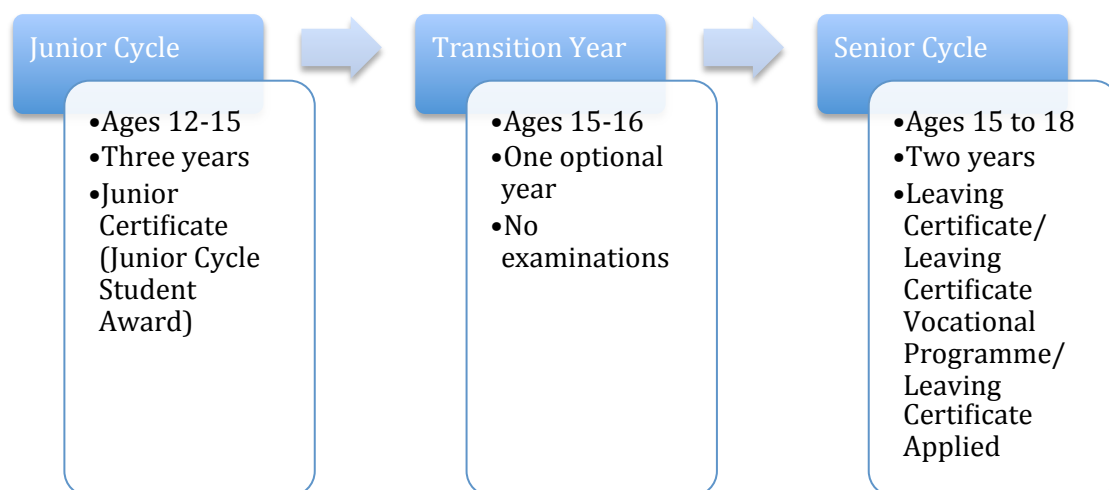 Junior Cycle
•Ages 12-15
•Three years
•Junior
Certificate
(Junior Cycle
Student
Award)
Transition Year
•Ages 15-16
•One optional
year
•No
examinations
Senior Cycle
•Ages 15 to 18
•Two years
•Leaving
Certificate/
Leaving
Certificate
Vocational
Programme/
Leaving
Certificate
Applied